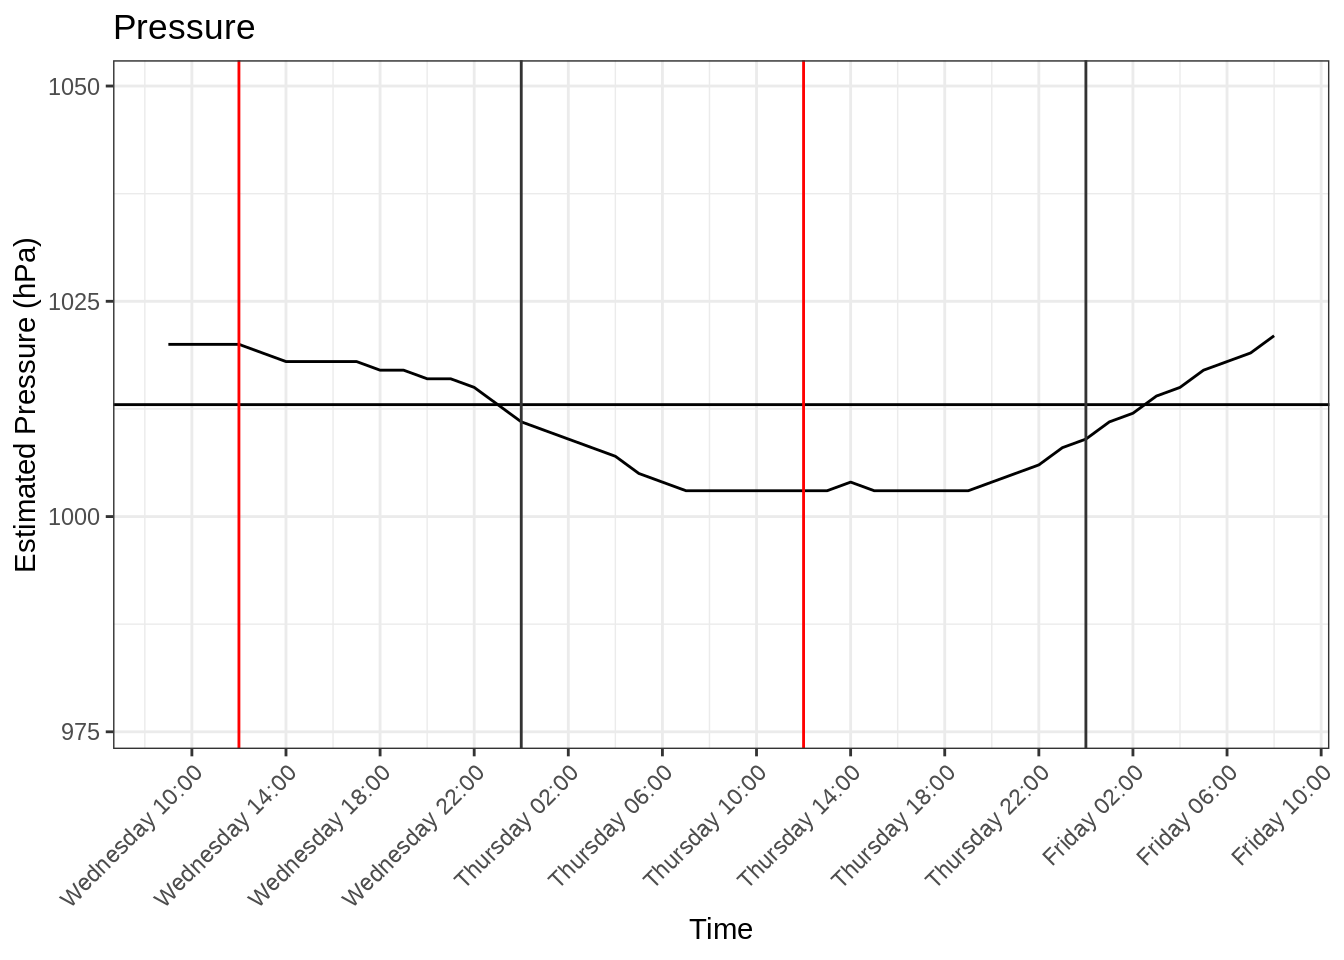 Pressure
Estimated Pressure (hPa)
1050
1025
1000
975
Wednesday 10:00
Wednesday 14:00
Wednesday 18:00
Wednesday 22:00
Thursday 02:00
Thursday 06:00
Thursday 10:00
Thursday 14:00
Thursday 18:00
Thursday 22:00
Friday 02:00
Friday 06:00
Friday 10:00
Time